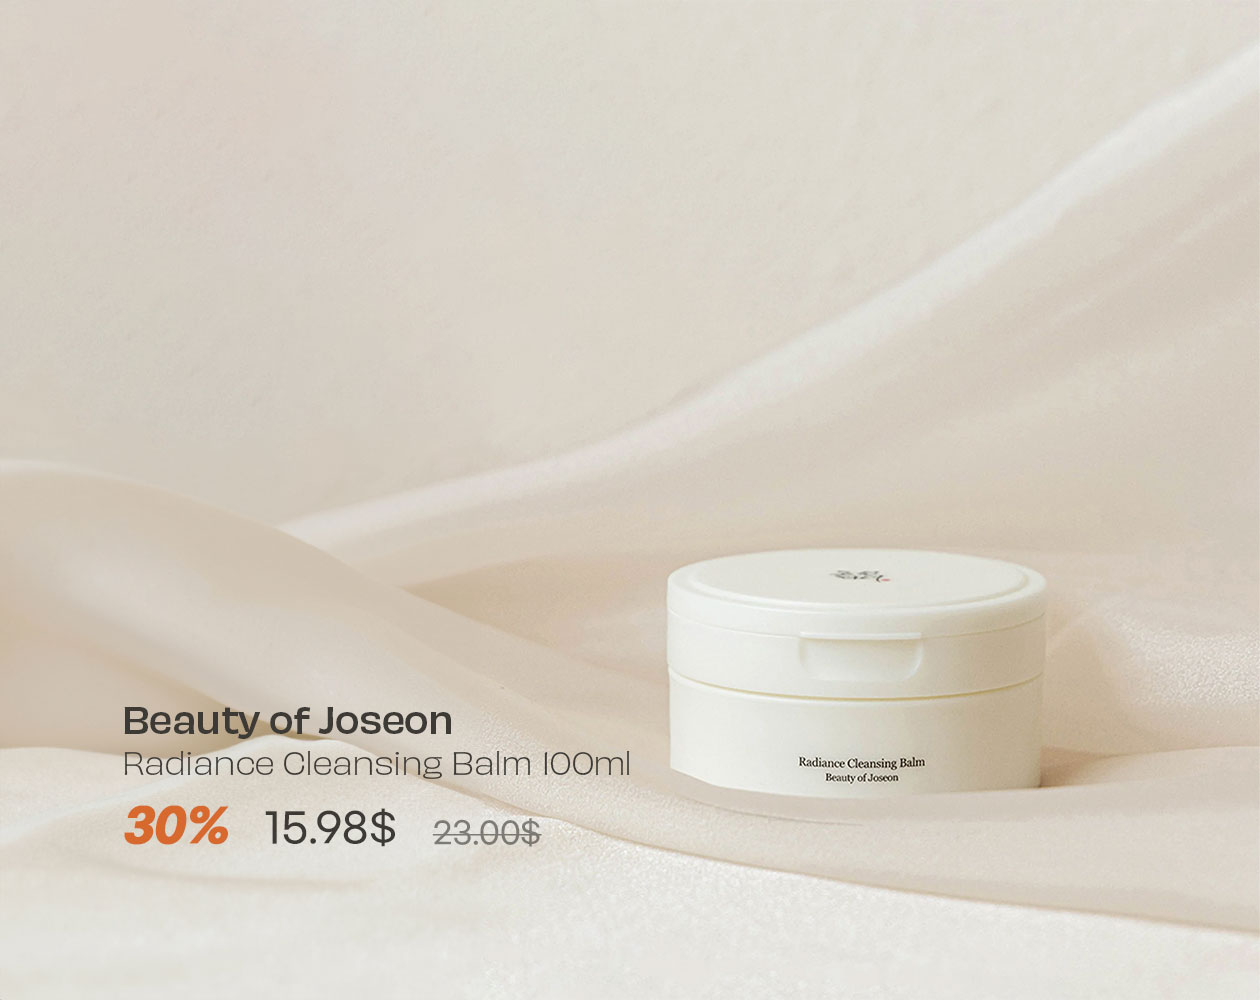 Beauty of Joseon
Radiance Cleansing Balm 100ml
30% 15.98$ 23.00$
Radiance Cleansing Balm
Beauty of Joseon